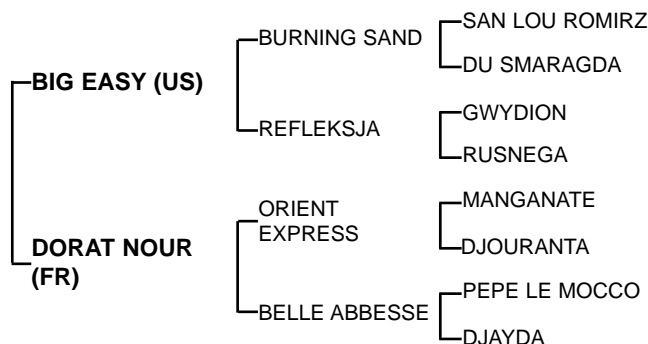 BIG EASY (US)
BURNING SAND
SAN LOU ROMIRZ
DU SMARAGDA
REFLEKSJA
GWYDION
RUSNEGA
DORAT NOUR
(FR)
ORIENT
EXPRESS
MANGANATE
DJOURANTA
BELLE ABBESSE
PEPE LE MOCCO
DJAYDA